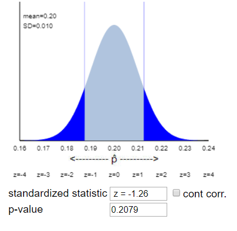 mean=0.20
SD=0.010
0.16 0.17 0.18 0.19 0.20 0.21 0.22 0.23 0.24
<---------- p̂ ---------->
z=-4 z=-3 z=-2 z=-1 z=0 z=1 z=2 z=3 z=4
standardized statistic z = -1.26 cont corr.
p-value 0.2079